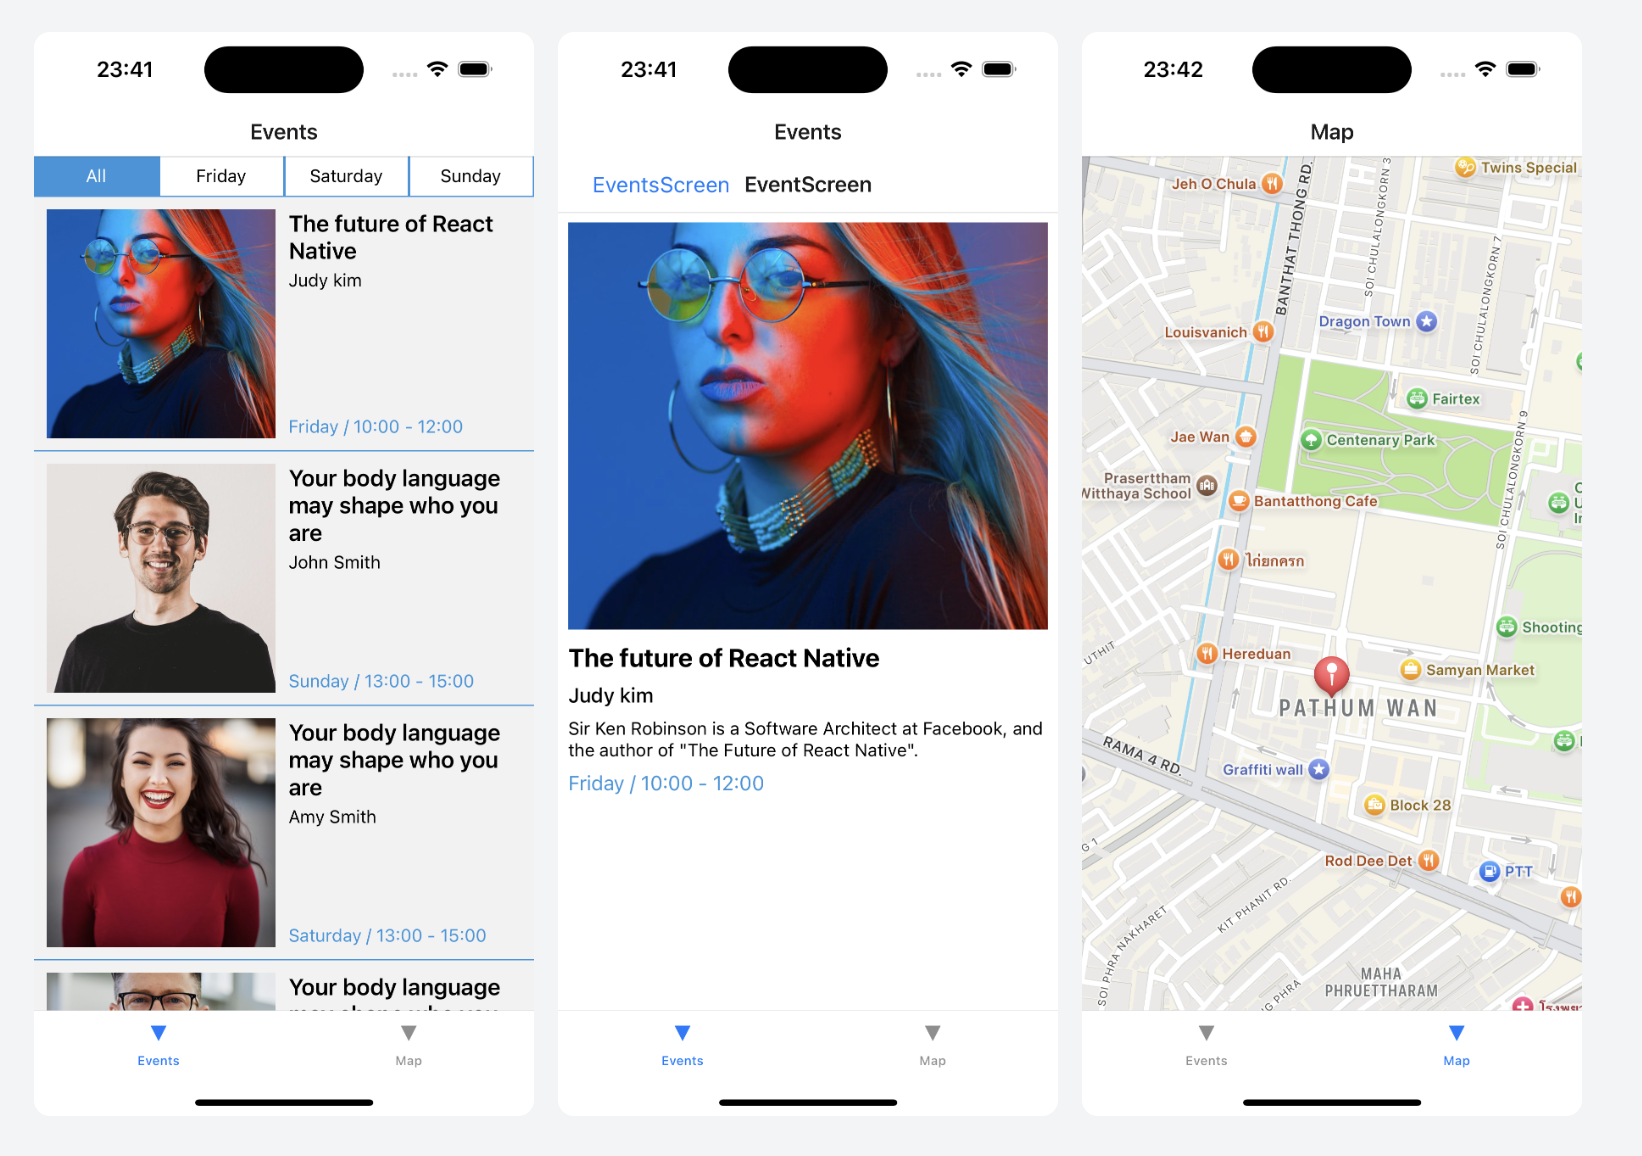 23:41
Events
All
Friday
Saturday
Sunday
The future of React
Native
Judy kim
Friday / 10:00 - 12:00
Your body language
may shape who you
are
John Smith
Sunday / 13:00 - 15:00
Your body language
may shape who you
are
Amy Smith
Saturday / 13:00 - 15:00
Your body language
may shape who you
Events
Map
23:41
Events
EventsScreen EventScreen
The future of React Native
Judy kim
Sir Ken Robinson is a Software Architect at Facebook, and
the author of "The Future of React Native".
Friday / 10:00 - 12:00
Events
Map
23:42
Map
Twins Special
Jeh O Chula
BANTHAT THONG RD.
SOI CHULALONGKORN 3
SOI CHULALONGKORN 7
Dragon Town
Louisvanich
Fairtex
Jae Wan
Centenary Park
SOI CHULALONGKORN 9
Praserttham
Witthaya School
Bantatthong Cafe
ไก่ยกครก
Shooting
UTHIT
Hereduan
Samyan Market
PATHUM WAN
RAMA 4 RD.
Graffiti wall
Block 28
G 1
Rod Dee Det
PTT
KIT PHANIT RD.
SOI PHRA NAKHARET
MAHA
PHRUETTHARAM
NG PHRA
Events
Map